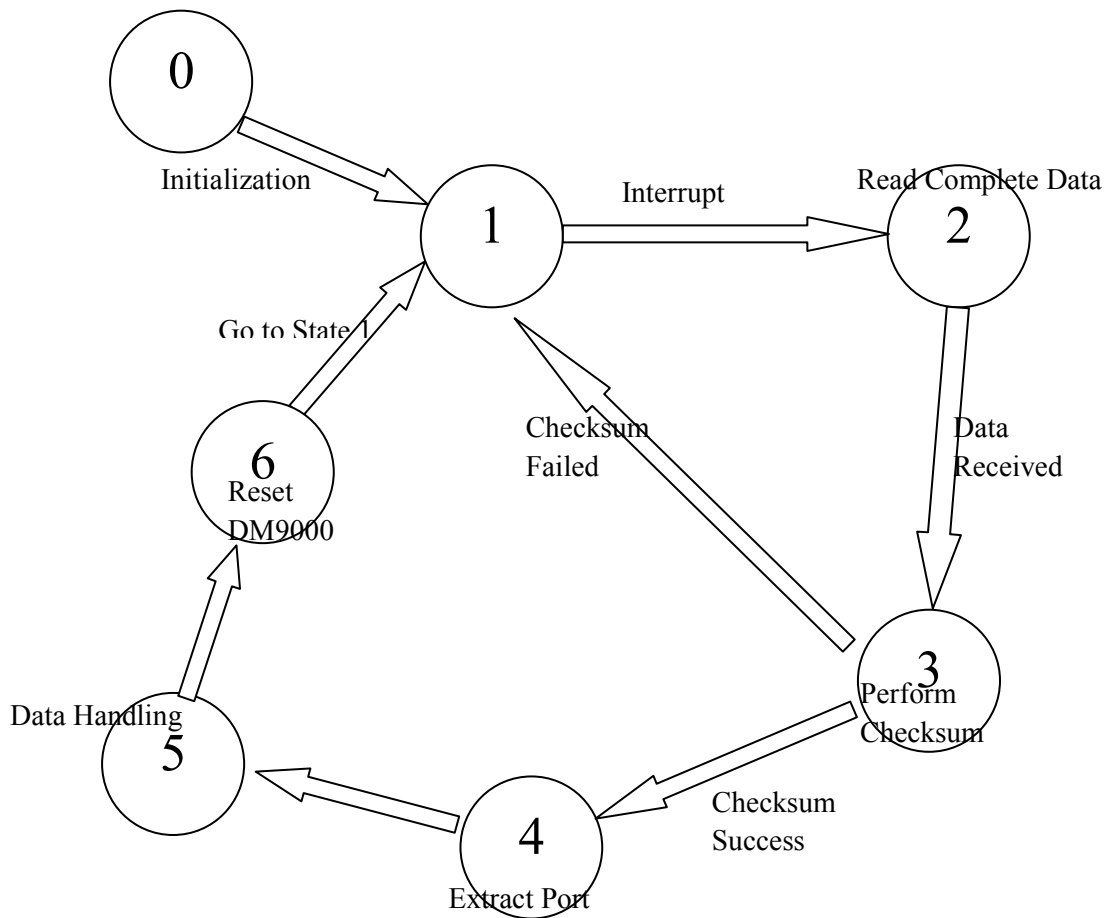 0
Initialization
1
Interrupt
Read Complete Data
2
Go to State 1
Checksum
Failed
Data
Received
6
Reset
DM9000
3
Perform
Checksum
Data Handling
5
Checksum
Success
4
Extract Port